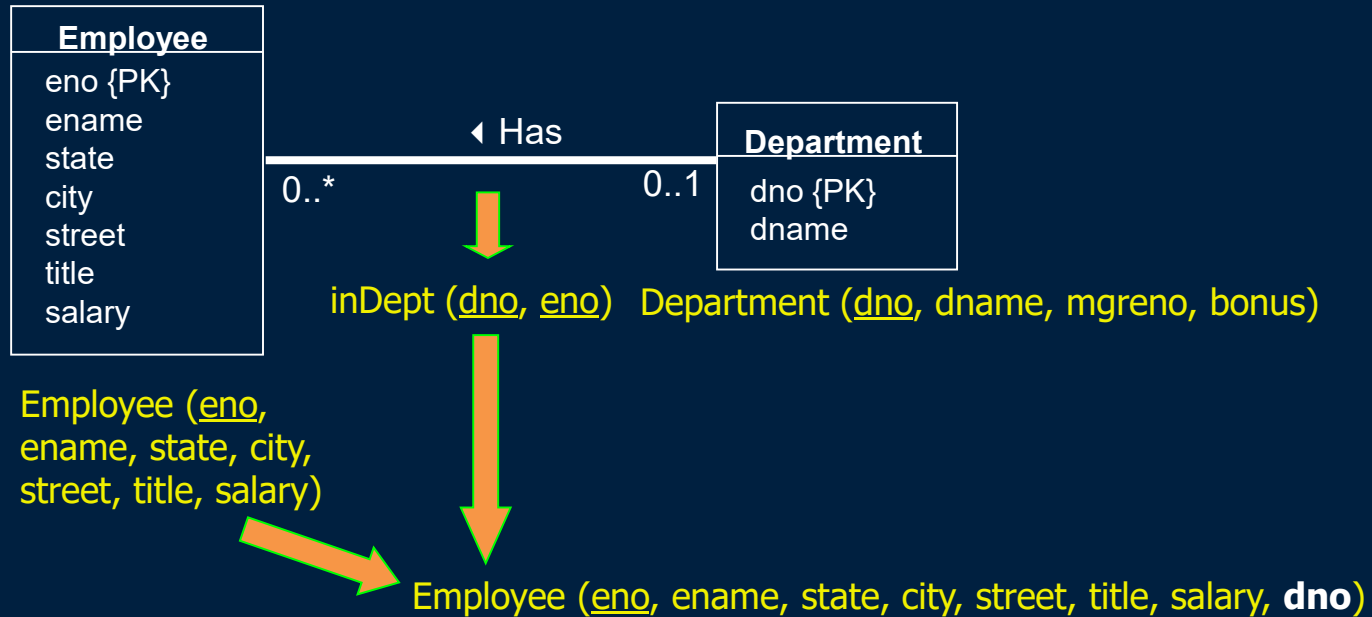 Employee
eno {PK}
ename
state
city
street
title
salary
◄ Has
0..*
0..1
Department
dno {PK}
dname
inDept (dno, eno)
Department (dno, dname, mgreno, bonus)
Employee (eno,
ename, state, city,
street, title, salary)
Employee (eno, ename, state, city, street, title, salary, dno)